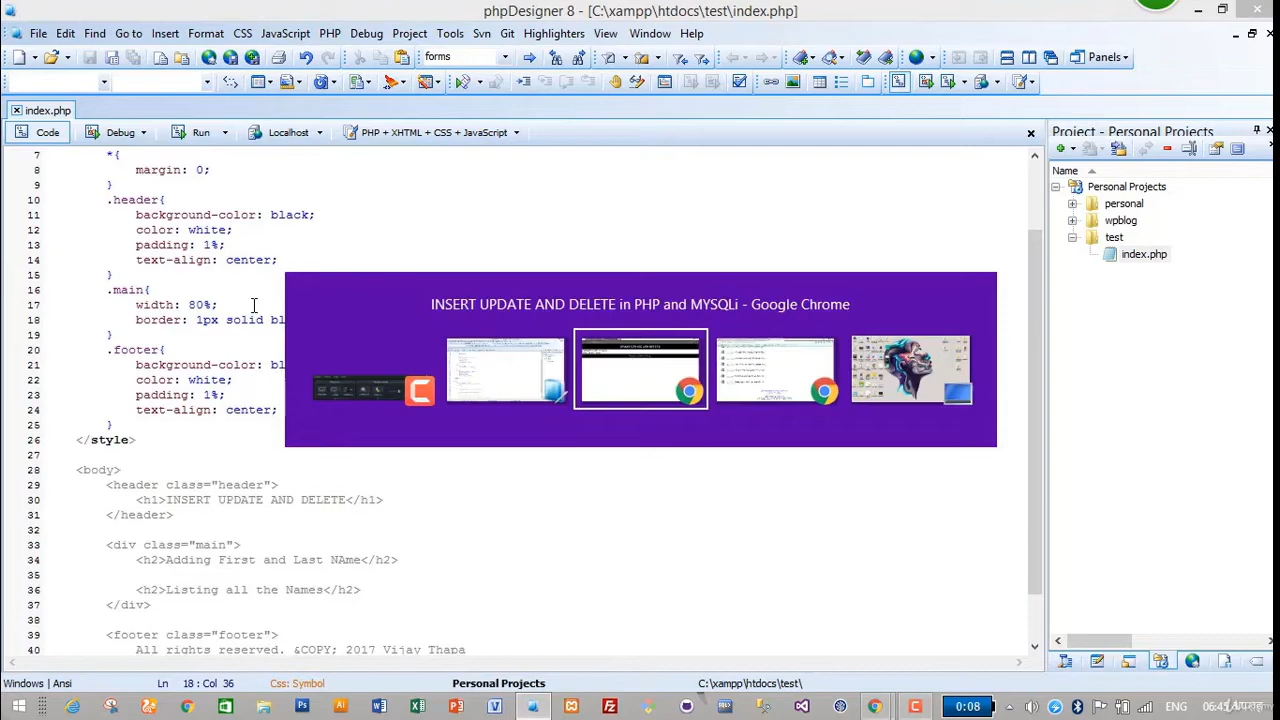 phpDesigner 8 - [C:\xampp\htdocs\test\index.php]
File Edit Find Go to Insert Format CSS JavaScript PHP Debug Project Tools Svn Git Highlighters View Window Help
forms
Panels
index.php
Code Debug Run Localhost PHP + XHTML + CSS + JavaScript
Project - Personal Projects
Name
Personal Projects
personal
wpblog
test
index.php
7 *{
8 margin: 0;
9 }
10 .header{
11 background-color: black;
12 color: white;
13 padding: 1%;
14 text-align: center;
15 }
16 .main{
17 width: 80%;
18 border: 1px solid bl
19 }
20 .footer{
21 background-color: bl
22 color: white;
23 padding: 1%;
24 text-align: center;
25 }
26 </style>
27
28 <body>
29 <header class="header">
30 <h1>INSERT UPDATE AND DELETE</h1>
31 </header>
32
33 <div class="main">
34 <h2>Adding First and Last NAme</h2>
35
36 <h2>Listing all the Names</h2>
37 </div>
38
39 <footer class="footer">
40 All rights reserved. &COPY; 2017 Vijay Thapa
INSERT UPDATE AND DELETE in PHP and MYSQLi - Google Chrome
Windows | Ansi Ln 18 : Col 36 Css: Symbol Personal Projects C:\xampp\htdocs\test\
0:08 ENG